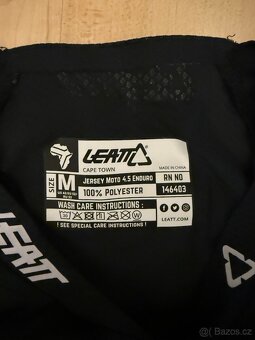 LEATT
CAPE TOWN
MADE IN CHINA
SIZE
M
JERSEY MOTO 4.5 ENDURO
RN NO
100% POLYESTER
146403
WASH CARE INSTRUCTIONS :
! SEE SPECIAL CARE INSTRUCTIONS !
LEATT.COM
LEATT
bazos.cz